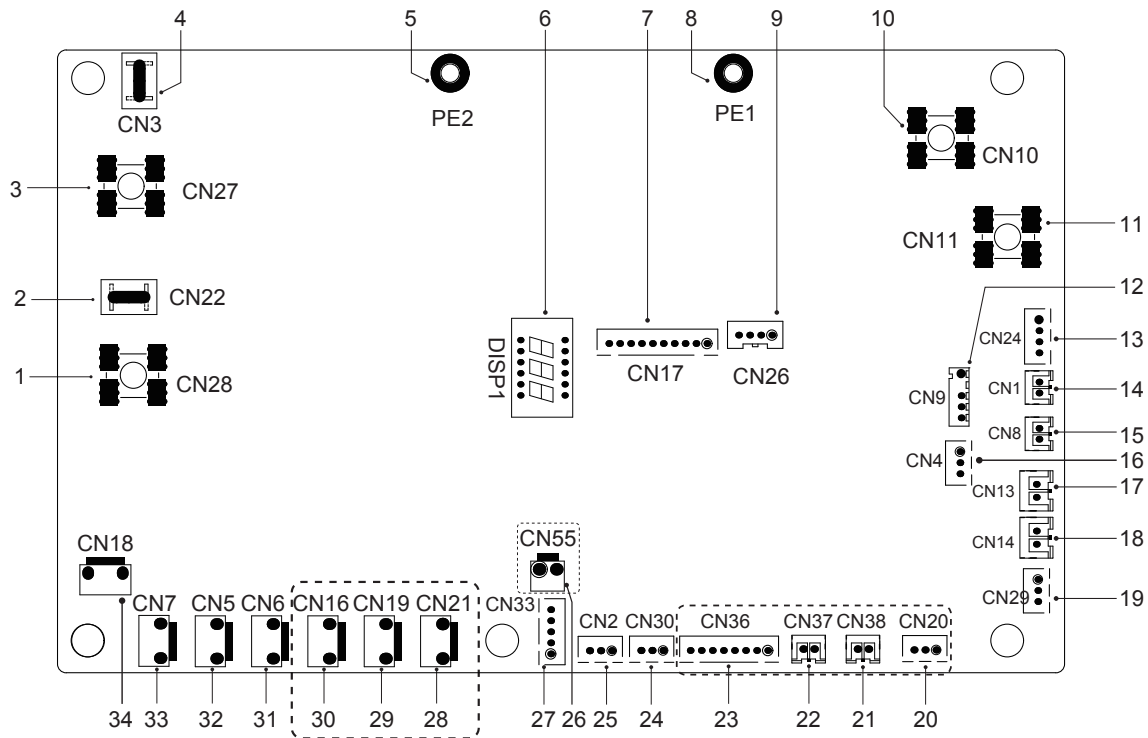 4 5 6 7 8 9 10
CN3
PE2
PE1
CN10
3
CN27
11
CN11
12
2
CN22
DISP1
CN17
CN26
CN24
13
1
CN28
CN9
CN1
14
CN8
15
CN4
16
CN13
17
CN14
18
CN18
CN55
CN29
19
CN7 CN5 CN6 CN16 CN19 CN21 CN33 CN2 CN30 CN36 CN37 CN38 CN20
34 33 32 31 30 29 28 27 26 25 24 23 22 21 20